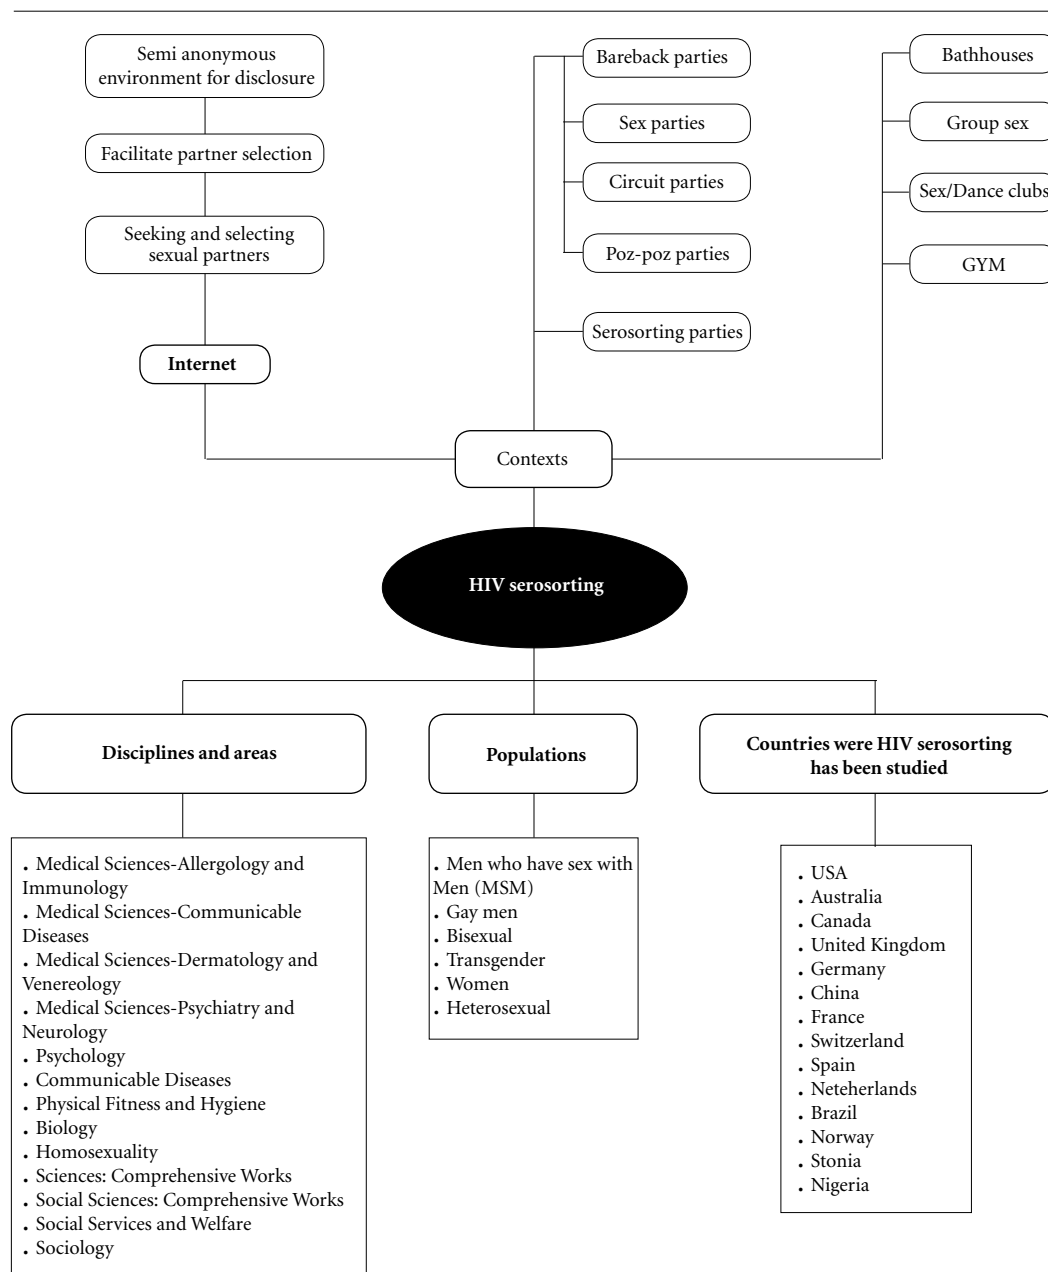 Semi anonymous
environment for disclosure
Facilitate partner selection
Seeking and selecting
sexual partners
Internet
Bareback parties
Sex parties
Circuit parties
Poz-poz parties
Serosorting parties
Bathhouses
Group sex
Sex/Dance clubs
GYM
Contexts
HIV serosorting
Disciplines and areas
. Medical Sciences-Allergology and
Immunology
. Medical Sciences-Communicable
Diseases
. Medical Sciences-Dermatology and
Venereology
. Medical Sciences-Psychiatry and
Neurology
. Psychology
. Communicable Diseases
. Physical Fitness and Hygiene
. Biology
. Homosexuality
. Sciences: Comprehensive Works
. Social Sciences: Comprehensive Works
. Social Services and Welfare
. Sociology
Populations
. Men who have sex with
Men (MSM)
. Gay men
. Bisexual
. Transgender
. Women
. Heterosexual
Countries were HIV serosorting
has been studied
. USA
. Australia
. Canada
. United Kingdom
. Germany
. China
. France
. Switzerland
. Spain
. Neteherlands
. Brazil
. Norway
. Stonia
. Nigeria